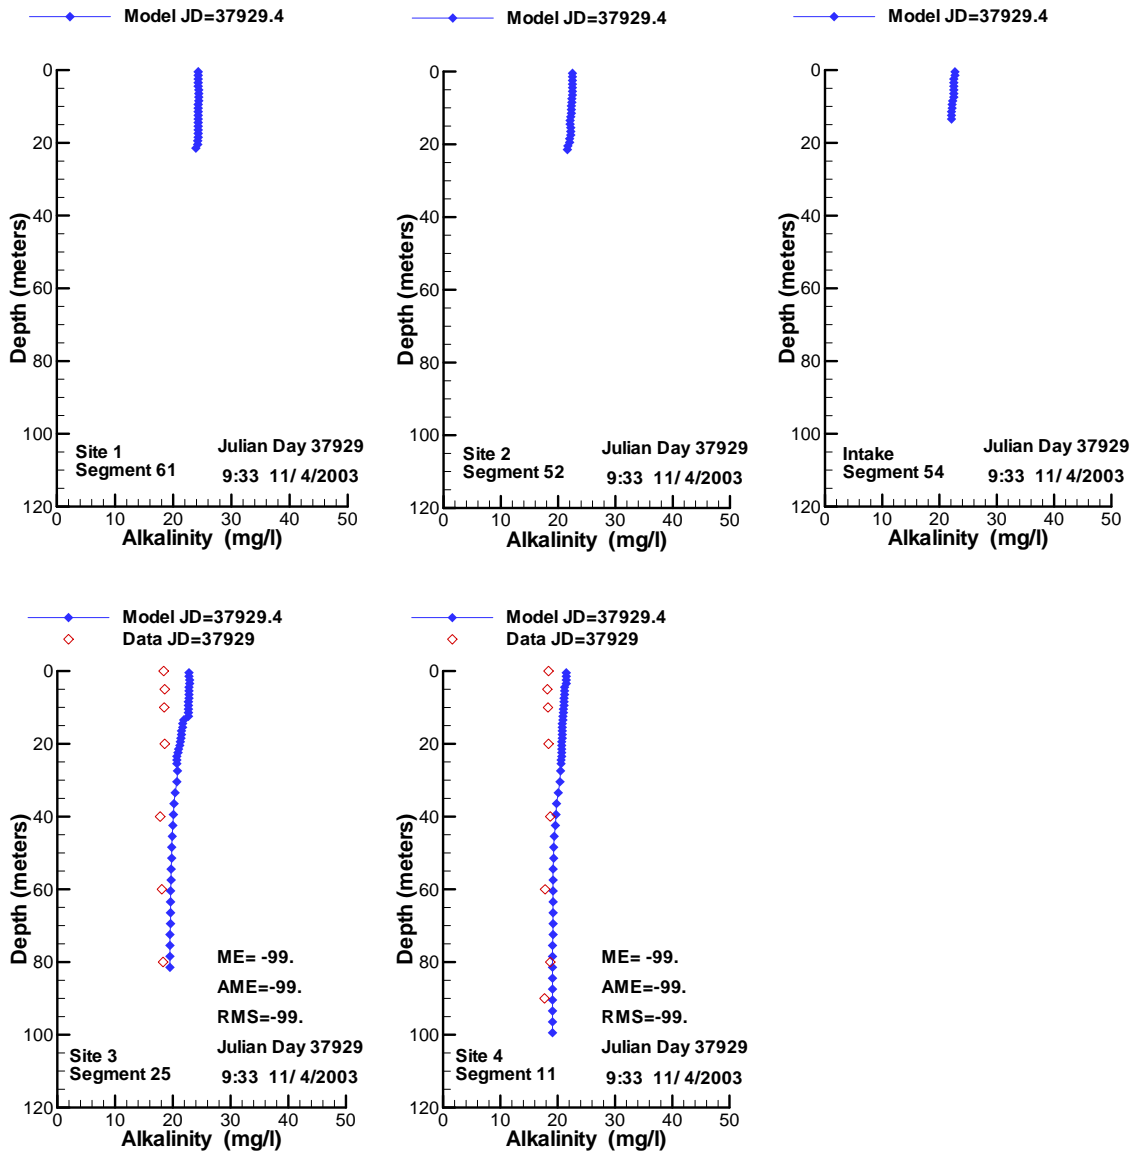 Model JD=37929.4
0
20
40
60
80
100
120
Depth (meters)
Site 1
Segment 61
Julian Day 37929
9:33 11/ 4/2003
0 10 20 30 40 50
Alkalinity (mg/l)
Model JD=37929.4
0
20
40
60
80
100
120
Depth (meters)
Site 2
Segment 52
Julian Day 37929
9:33 11/ 4/2003
0 10 20 30 40 50
Alkalinity (mg/l)
Model JD=37929.4
0
20
40
60
80
100
120
Depth (meters)
Intake
Segment 54
Julian Day 37929
9:33 11/ 4/2003
0 10 20 30 40 50
Alkalinity (mg/l)
Model JD=37929.4
Data JD=37929
0
20
40
60
80
100
120
Depth (meters)
ME= -99.
AME=-99.
RMS=-99.
Site 3
Segment 25
Julian Day 37929
9:33 11/ 4/2003
0 10 20 30 40 50
Alkalinity (mg/l)
Model JD=37929.4
Data JD=37929
0
20
40
60
80
100
120
Depth (meters)
ME= -99.
AME=-99.
RMS=-99.
Site 4
Segment 11
Julian Day 37929
9:33 11/ 4/2003
0 10 20 30 40 50
Alkalinity (mg/l)